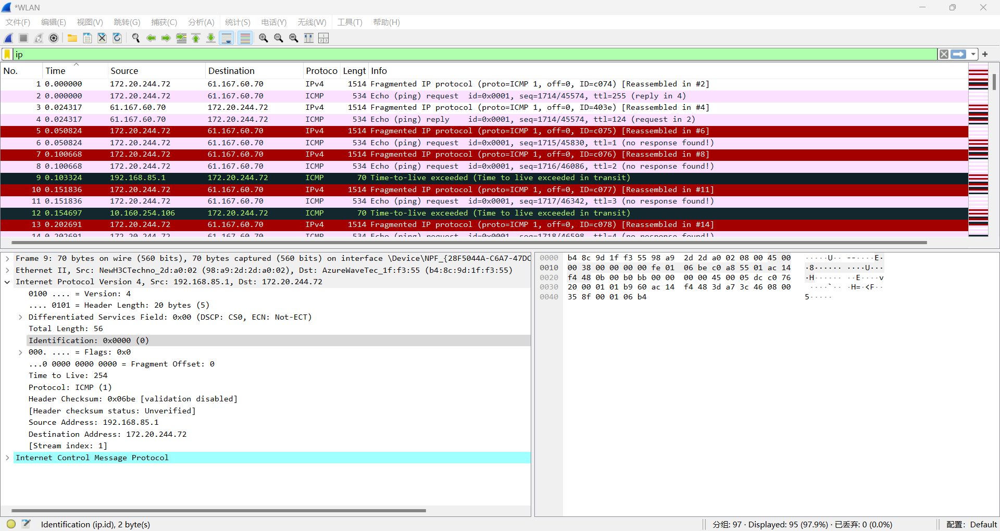 *WLAN
文件(F) 编辑(E) 视图(V) 跳转(G) 捕获(C) 分析(A) 统计(S) 电话(Y) 无线(W) 工具(T) 帮助(H)
ip
No. Time Source Destination Protoco Lengt Info
1 0.000000 172.20.244.72 61.167.60.70 IPv4 1514 Fragmented IP protocol (proto=ICMP 1, off=0, ID=c074) [Reassembled in #2]
2 0.000000 172.20.244.72 61.167.60.70 ICMP 534 Echo (ping) request id=0x0001, seq=1714/45574, ttl=255 (reply in 4)
3 0.024317 61.167.60.70 172.20.244.72 IPv4 1514 Fragmented IP protocol (proto=ICMP 1, off=0, ID=403e) [Reassembled in #4]
4 0.024317 61.167.60.70 172.20.244.72 ICMP 534 Echo (ping) reply id=0x0001, seq=1714/45574, ttl=124 (request in 2)
5 0.050824 172.20.244.72 61.167.60.70 IPv4 1514 Fragmented IP protocol (proto=ICMP 1, off=0, ID=c075) [Reassembled in #6]
6 0.050824 172.20.244.72 61.167.60.70 ICMP 534 Echo (ping) request id=0x0001, seq=1715/45830, ttl=1 (no response found!)
7 0.100668 172.20.244.72 61.167.60.70 IPv4 1514 Fragmented IP protocol (proto=ICMP 1, off=0, ID=c076) [Reassembled in #8]
8 0.100668 172.20.244.72 61.167.60.70 ICMP 534 Echo (ping) request id=0x0001, seq=1716/46086, ttl=2 (no response found!)
9 0.103324 192.168.85.1 172.20.244.72 ICMP 70 Time-to-live exceeded (Time to live exceeded in transit)
10 0.151836 172.20.244.72 61.167.60.70 IPv4 1514 Fragmented IP protocol (proto=ICMP 1, off=0, ID=c077) [Reassembled in #11]
11 0.151836 172.20.244.72 61.167.60.70 ICMP 534 Echo (ping) request id=0x0001, seq=1717/46342, ttl=3 (no response found!)
12 0.154697 10.160.254.106 172.20.244.72 ICMP 70 Time-to-live exceeded (Time to live exceeded in transit)
13 0.202691 172.20.244.72 61.167.60.70 IPv4 1514 Fragmented IP protocol (proto=ICMP 1, off=0, ID=c078) [Reassembled in #14]
14 0.202691 172.20.244.72 61.167.60.70 ICMP 534 Echo (ping) request id=0x0001, seq=1718/46598, ttl=4 (no response found!)
Frame 9: 70 bytes on wire (560 bits), 70 bytes captured (560 bits) on interface \Device\NPF_{28F5044A-C6A7-47DC
Ethernet II, Src: NewH3CTechno_2d:a0:02 (98:a9:2d:2d:a0:02), Dst: AzureWaveTec_1f:f3:55 (b4:8c:9d:1f:f3:55)
Internet Protocol Version 4, Src: 192.168.85.1, Dst: 172.20.244.72
0100 .... = Version: 4
.... 0101 = Header Length: 20 bytes (5)
Differentiated Services Field: 0x00 (DSCP: CS0, ECN: Not-ECT)
Total Length: 56
Identification: 0x0000 (0)
000. .... = Flags: 0x0
...0 0000 0000 0000 = Fragment Offset: 0
Time to Live: 254
Protocol: ICMP (1)
Header Checksum: 0x06be [validation disabled]
[Header checksum status: Unverified]
Source Address: 192.168.85.1
Destination Address: 172.20.244.72
[Stream index: 1]
Internet Control Message Protocol
0000 b4 8c 9d 1f f3 55 98 a9 2d 2d a0 02 08 00 45 00 ·····U·· --····E·
0010 00 38 00 00 00 00 fe 01 06 be c0 a8 55 01 ac 14 ·8······ ····U···
0020 f4 48 0b 00 b0 bb 00 00 00 00 45 00 05 dc c0 76 ·H······ ··E····v
0030 20 00 01 01 b9 60 ac 14 f4 48 3d a7 3c 46 08 00 ····`·· ·H=·<F··
0040 35 8f 00 01 06 b4 5·····
Identification (ip.id), 2 byte(s)
分组: 97 · Displayed: 95 (97.9%) · 已丢弃: 0 (0.0%)
配置: Default